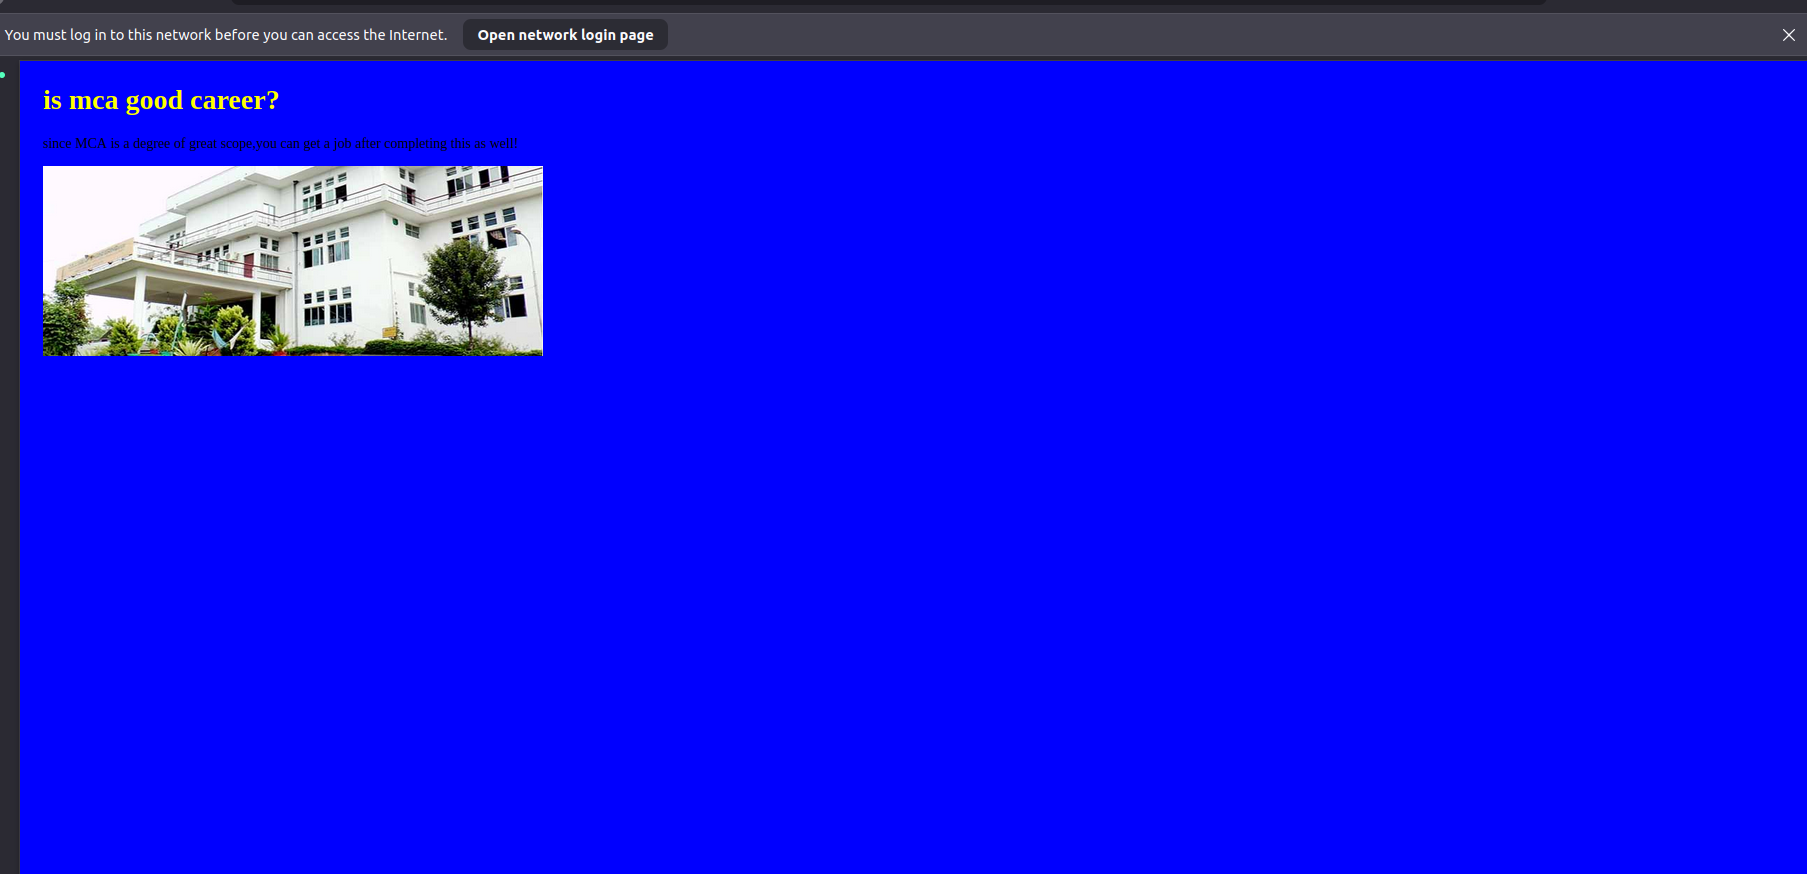 You must log in to this network before you can access the Internet. Open network login page
is mca good career?
since MCA is a degree of great scope,you can get a job after completing this as well!